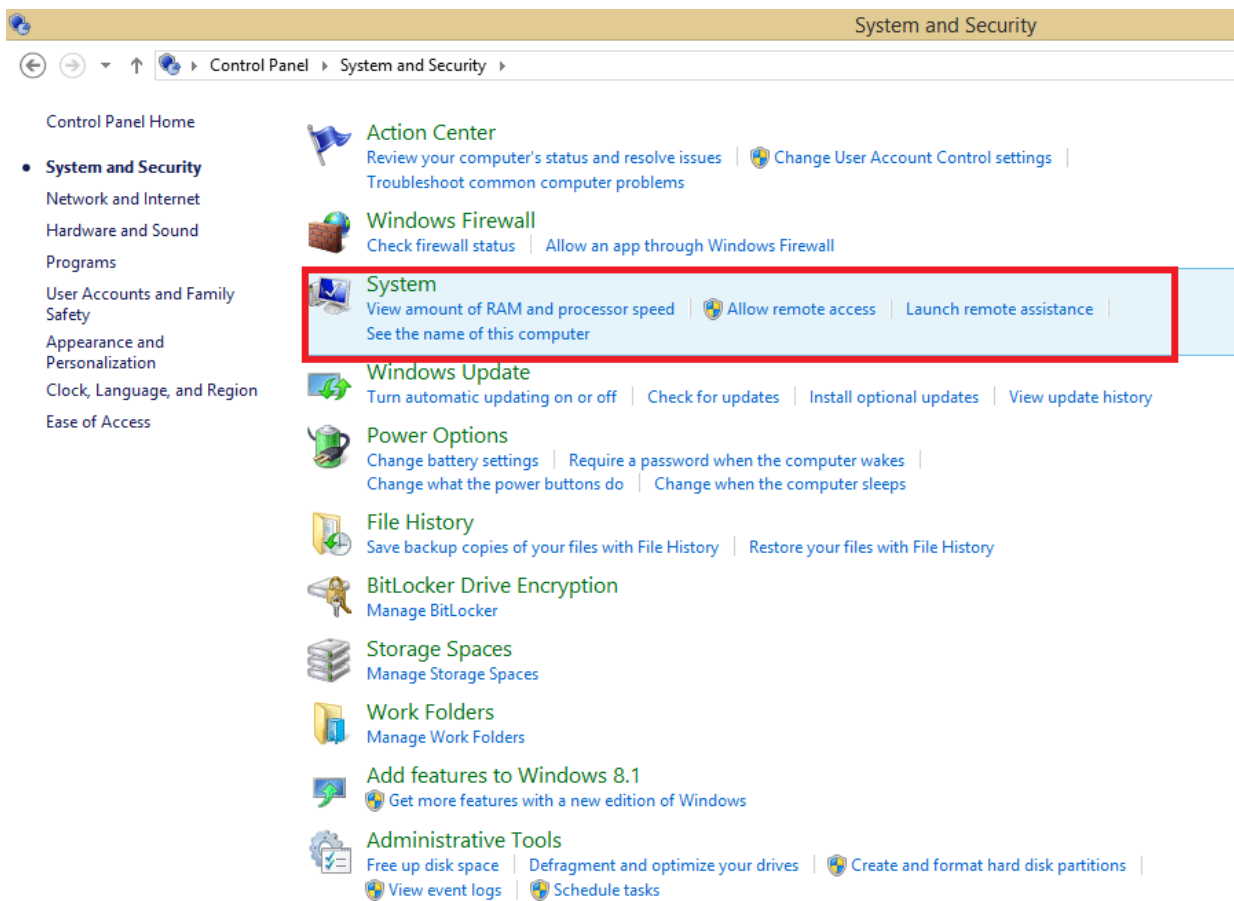 System and Security
Control Panel System and Security
Control Panel Home
System and Security
Network and Internet
Hardware and Sound
Programs
User Accounts and Family
Safety
Appearance and
Personalization
Clock, Language, and Region
Ease of Access
Action Center
Review your computer's status and resolve issues Change User Account Control settings
Troubleshoot common computer problems
Windows Firewall
Check firewall status Allow an app through Windows Firewall
System
View amount of RAM and processor speed Allow remote access Launch remote assistance
See the name of this computer
Windows Update
Turn automatic updating on or off Check for updates Install optional updates View update history
Power Options
Change battery settings Require a password when the computer wakes
Change what the power buttons do Change when the computer sleeps
File History
Save backup copies of your files with File History Restore your files with File History
BitLocker Drive Encryption
Manage BitLocker
Storage Spaces
Manage Storage Spaces
Work Folders
Manage Work Folders
Add features to Windows 8.1
Get more features with a new edition of Windows
Administrative Tools
Free up disk space Defragment and optimize your drives Create and format hard disk partitions
View event logs Schedule tasks